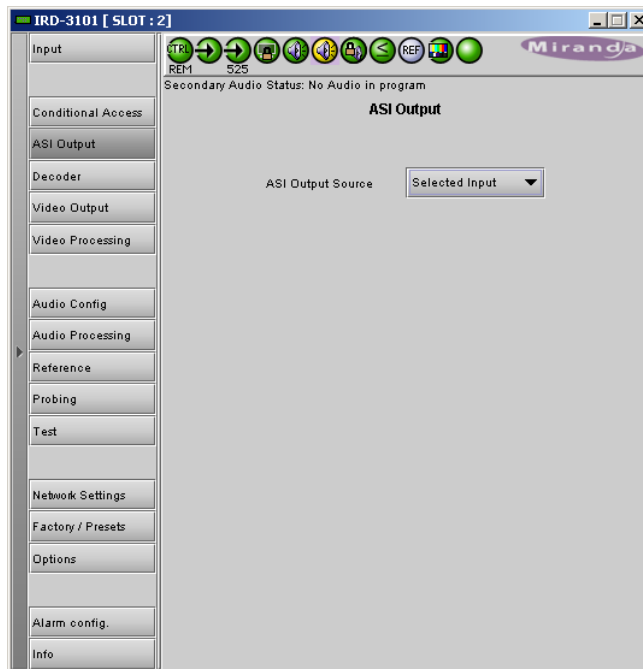 IRD-3101 [ SLOT : 2]
Input
Conditional Access
ASI Output
Decoder
Video Output
Video Processing
Audio Config
Audio Processing
Reference
Probing
Test
Network Settings
Factory / Presets
Options
Alarm config.
Info
CTRL
REF
Miranda
REM
525
Secondary Audio Status: No Audio in program
ASI Output
ASI Output Source
Selected Input